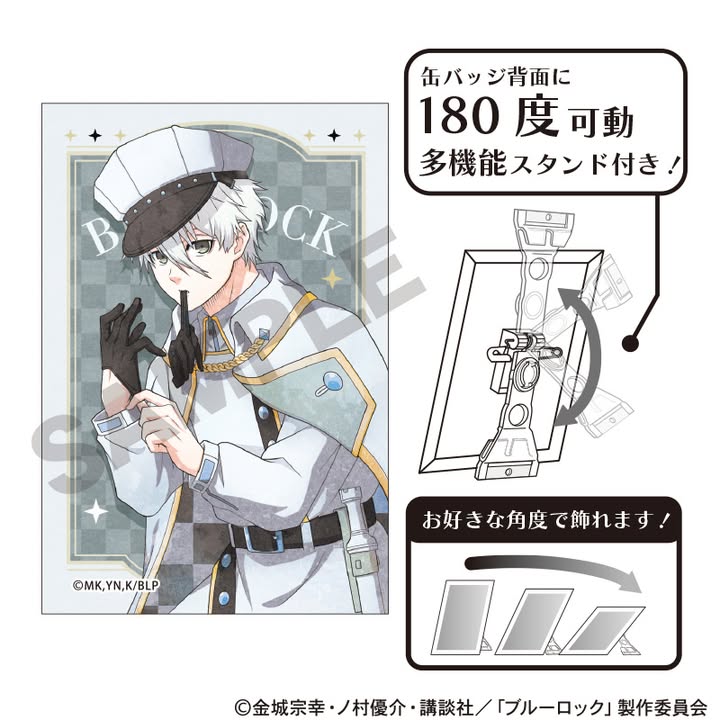 缶バッジ背面に
180度可動
多機能スタンド付き！
B LOCK
SAMPLE
お好きな角度で飾れます！
©MK,YN,K/BLP
©金城宗幸・ノ村優介・講談社／「ブルーロック」製作委員会